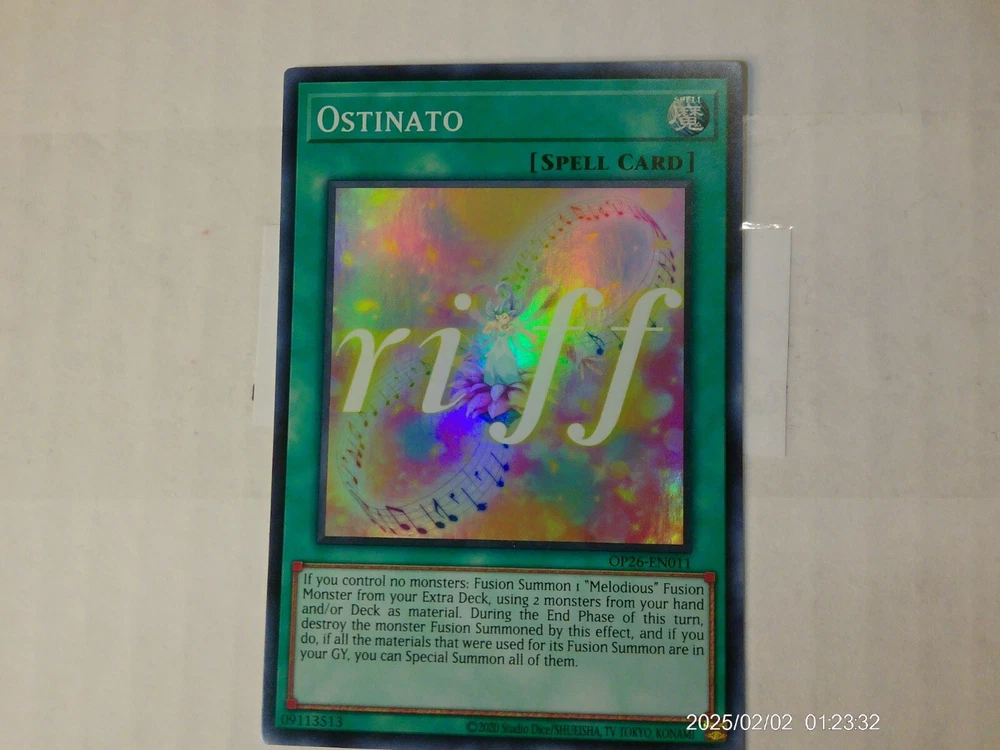 OSTINATO
SPELL
魔
[SPELL CARD]
riff
OP26-EN011
If you control no monsters: Fusion Summon 1 "Melodious" Fusion
Monster from your Extra Deck, using 2 monsters from your hand
and/or Deck as material. During the End Phase of this turn,
destroy the monster Fusion Summoned by this effect, and if you
do, if all the materials that were used for its Fusion Summon are in
your GY, you can Special Summon all of them.
09113513
©2020 Studio Dice/SHUEISHA, TV TOKYO, KONAMI
2025/02/02 01:23:32